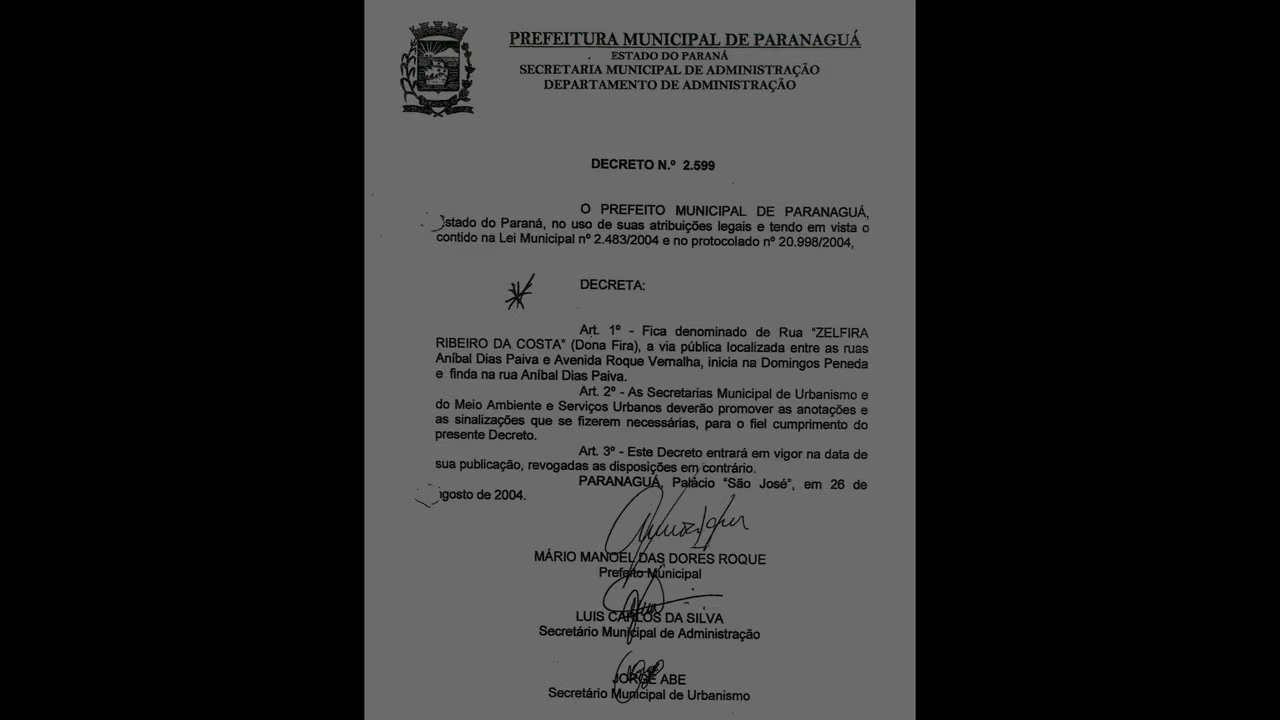 PREFEITURA MUNICIPAL DE PARANAGUÁ
ESTADO DO PARANÁ
SECRETARIA MUNICIPAL DE ADMINISTRAÇÃO
DEPARTAMENTO DE ADMINISTRAÇÃO
DECRETO N.º 2.599
O PREFEITO MUNICIPAL DE PARANAGUÁ,
Estado do Paraná, no uso de suas atribuições legais e tendo em vista o
contido na Lei Municipal nº 2.483/2004 e no protocolado nº 20.998/2004,
DECRETA:
Art. 1º - Fica denominado de Rua “ZELFIRA
RIBEIRO DA COSTA” (Dona Fira), a via pública localizada entre as ruas
Aníbal Dias Paiva e Avenida Roque Vernalha, inicia na Domingos Peneda
e finda na rua Aníbal Dias Paiva.
Art. 2º - As Secretarias Municipal de Urbanismo e
do Meio Ambiente e Serviços Urbanos deverão promover as anotações e
as sinalizações que se fizerem necessárias, para o fiel cumprimento do
presente Decreto.
Art. 3º - Este Decreto entrará em vigor na data de
sua publicação, revogadas as disposições em contrário.
PARANAGUÁ, Palácio “São José”, em 26 de
agosto de 2004.
MÁRIO MANOEL DAS DORES ROQUE
Prefeito Municipal
LUIS CARLOS DA SILVA
Secretário Municipal de Administração
JORGE ABE
Secretário Municipal de Urbanismo